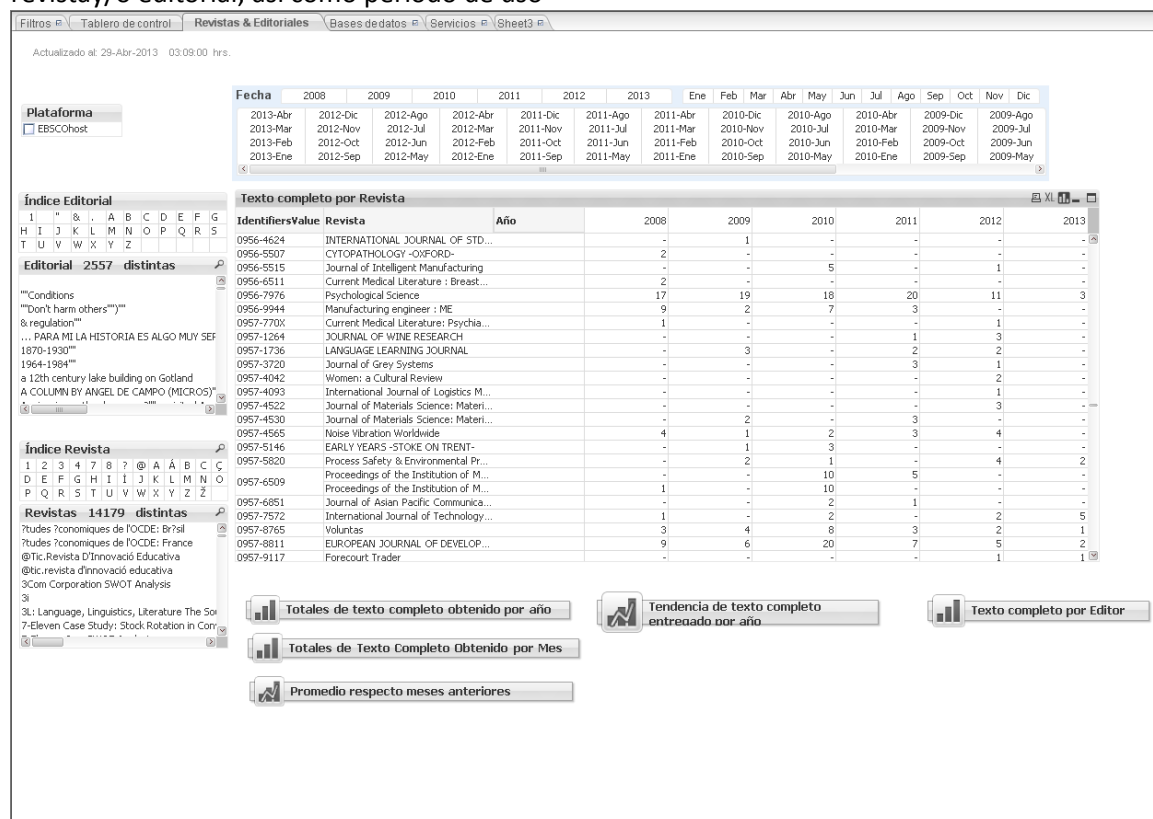 revistay/o editorial, así como periodo de uso
Filtros Tablero de control Revistas & Editoriales Bases de datos Servicios Sheet3
Actualizado al: 29-Abr-2013 03:09:00 hrs.
Fecha 2008 2009 2010 2011 2012 2013 Ene Feb Mar Abr May Jun Jul Ago Sep Oct Nov Dic
2013-Abr 2012-Dic 2012-Ago 2012-Abr 2011-Dic 2011-Ago 2011-Abr 2010-Dic 2010-Ago 2010-Abr 2009-Dic 2009-Ago
2013-Mar 2012-Nov 2012-Jul 2012-Mar 2011-Nov 2011-Jul 2011-Mar 2010-Nov 2010-Jul 2010-Mar 2009-Nov 2009-Jul
2013-Feb 2012-Oct 2012-Jun 2012-Feb 2011-Oct 2011-Jun 2011-Feb 2010-Oct 2010-Jun 2010-Feb 2009-Oct 2009-Jun
2013-Ene 2012-Sep 2012-May 2012-Ene 2011-Sep 2011-May 2011-Ene 2010-Sep 2010-May 2010-Ene 2009-Sep 2009-May
Plataforma
EBSCOhost
Índice Editorial
1 " & . A B C D E F G
H I J K L M N O P Q R S
T U V W X Y Z
Editorial 2557 distintas
""Conditions
""Don't harm others"")""
& regulation""
... PARA MI LA HISTORIA ES ALGO MUY SER
1870-1930""
1964-1984""
a 12th century lake building on Gotland
A COLUMN BY ANGEL DE CAMPO (MICROS)"
Índice Revista
1 2 3 4 7 8 ? @ A Á B C Ç
D E F G H I Í J K L M N O
P Q R S T U V W X Y Z Ž
Revistas 14179 distintas
?tudes ?conomiques de l'OCDE: Br?sil
?tudes ?conomiques de l'OCDE: France
@Tic.Revista D'Innovació Educativa
@tic.revista d'innovació educativa
3Com Corporation SWOT Analysis
3i
3L: Language, Linguistics, Literature The Sou
7-Eleven Case Study: Stock Rotation in Con
Texto completo por Revista XL
IdentifiersValue Revista Año 2008 2009 2010 2011 2012 2013
0956-4624 INTERNATIONAL JOURNAL OF STD... - 1 - - - -
0956-5507 CYTOPATHOLOGY -OXFORD- 2 - - - - -
0956-5515 Journal of Intelligent Manufacturing - - 5 - 1 -
0956-6511 Current Medical Literature : Breast... 2 - - - - -
0956-7976 Psychological Science 17 19 18 20 11 3
0956-9944 Manufacturing engineer : ME 9 2 7 3 - -
0957-770X Current Medical Literature: Psychia... 1 - - - 1 -
0957-1264 JOURNAL OF WINE RESEARCH - - - 1 3 -
0957-1736 LANGUAGE LEARNING JOURNAL - 3 - 2 2 -
0957-3720 Journal of Grey Systems - - - 3 1 -
0957-4042 Women: a Cultural Review - - - - 2 -
0957-4093 International Journal of Logistics M... - - - - 1 -
0957-4522 Journal of Materials Science: Materi... - - - - 3 -
0957-4530 Journal of Materials Science: Materi... - 2 - 3 - -
0957-4565 Noise Vibration Worldwide 4 1 2 3 4 -
0957-5146 EARLY YEARS -STOKE ON TRENT- - 1 3 - - -
0957-5820 Process Safety & Environmental Pr... - 2 1 - 4 2
0957-6509 Proceedings of the Institution of M... - - 10 5 - -
Proceedings of the Institution of M... 1 - 10 - - -
0957-6851 Journal of Asian Pacific Communica... - - 2 1 - -
0957-7572 International Journal of Technology... 1 - 2 - 2 5
0957-8765 Voluntas 3 4 8 3 2 1
0957-8811 EUROPEAN JOURNAL OF DEVELOP... 9 6 20 7 5 2
0957-9117 Forecourt Trader - - - - 1 1
Totales de texto completo obtenido por año
Tendencia de texto completo
entregado por año
Texto completo por Editor
Totales de Texto Completo Obtenido por Mes
Promedio respecto meses anteriores